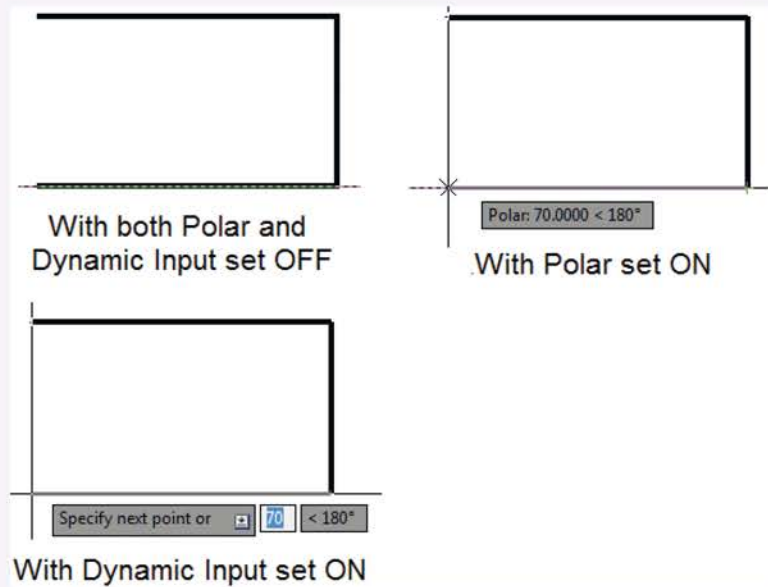 With both Polar and
Dynamic Input set OFF
Polar: 70.0000 < 180°
.With Polar set ON
Specify next point or 70 < 180°
With Dynamic Input set ON